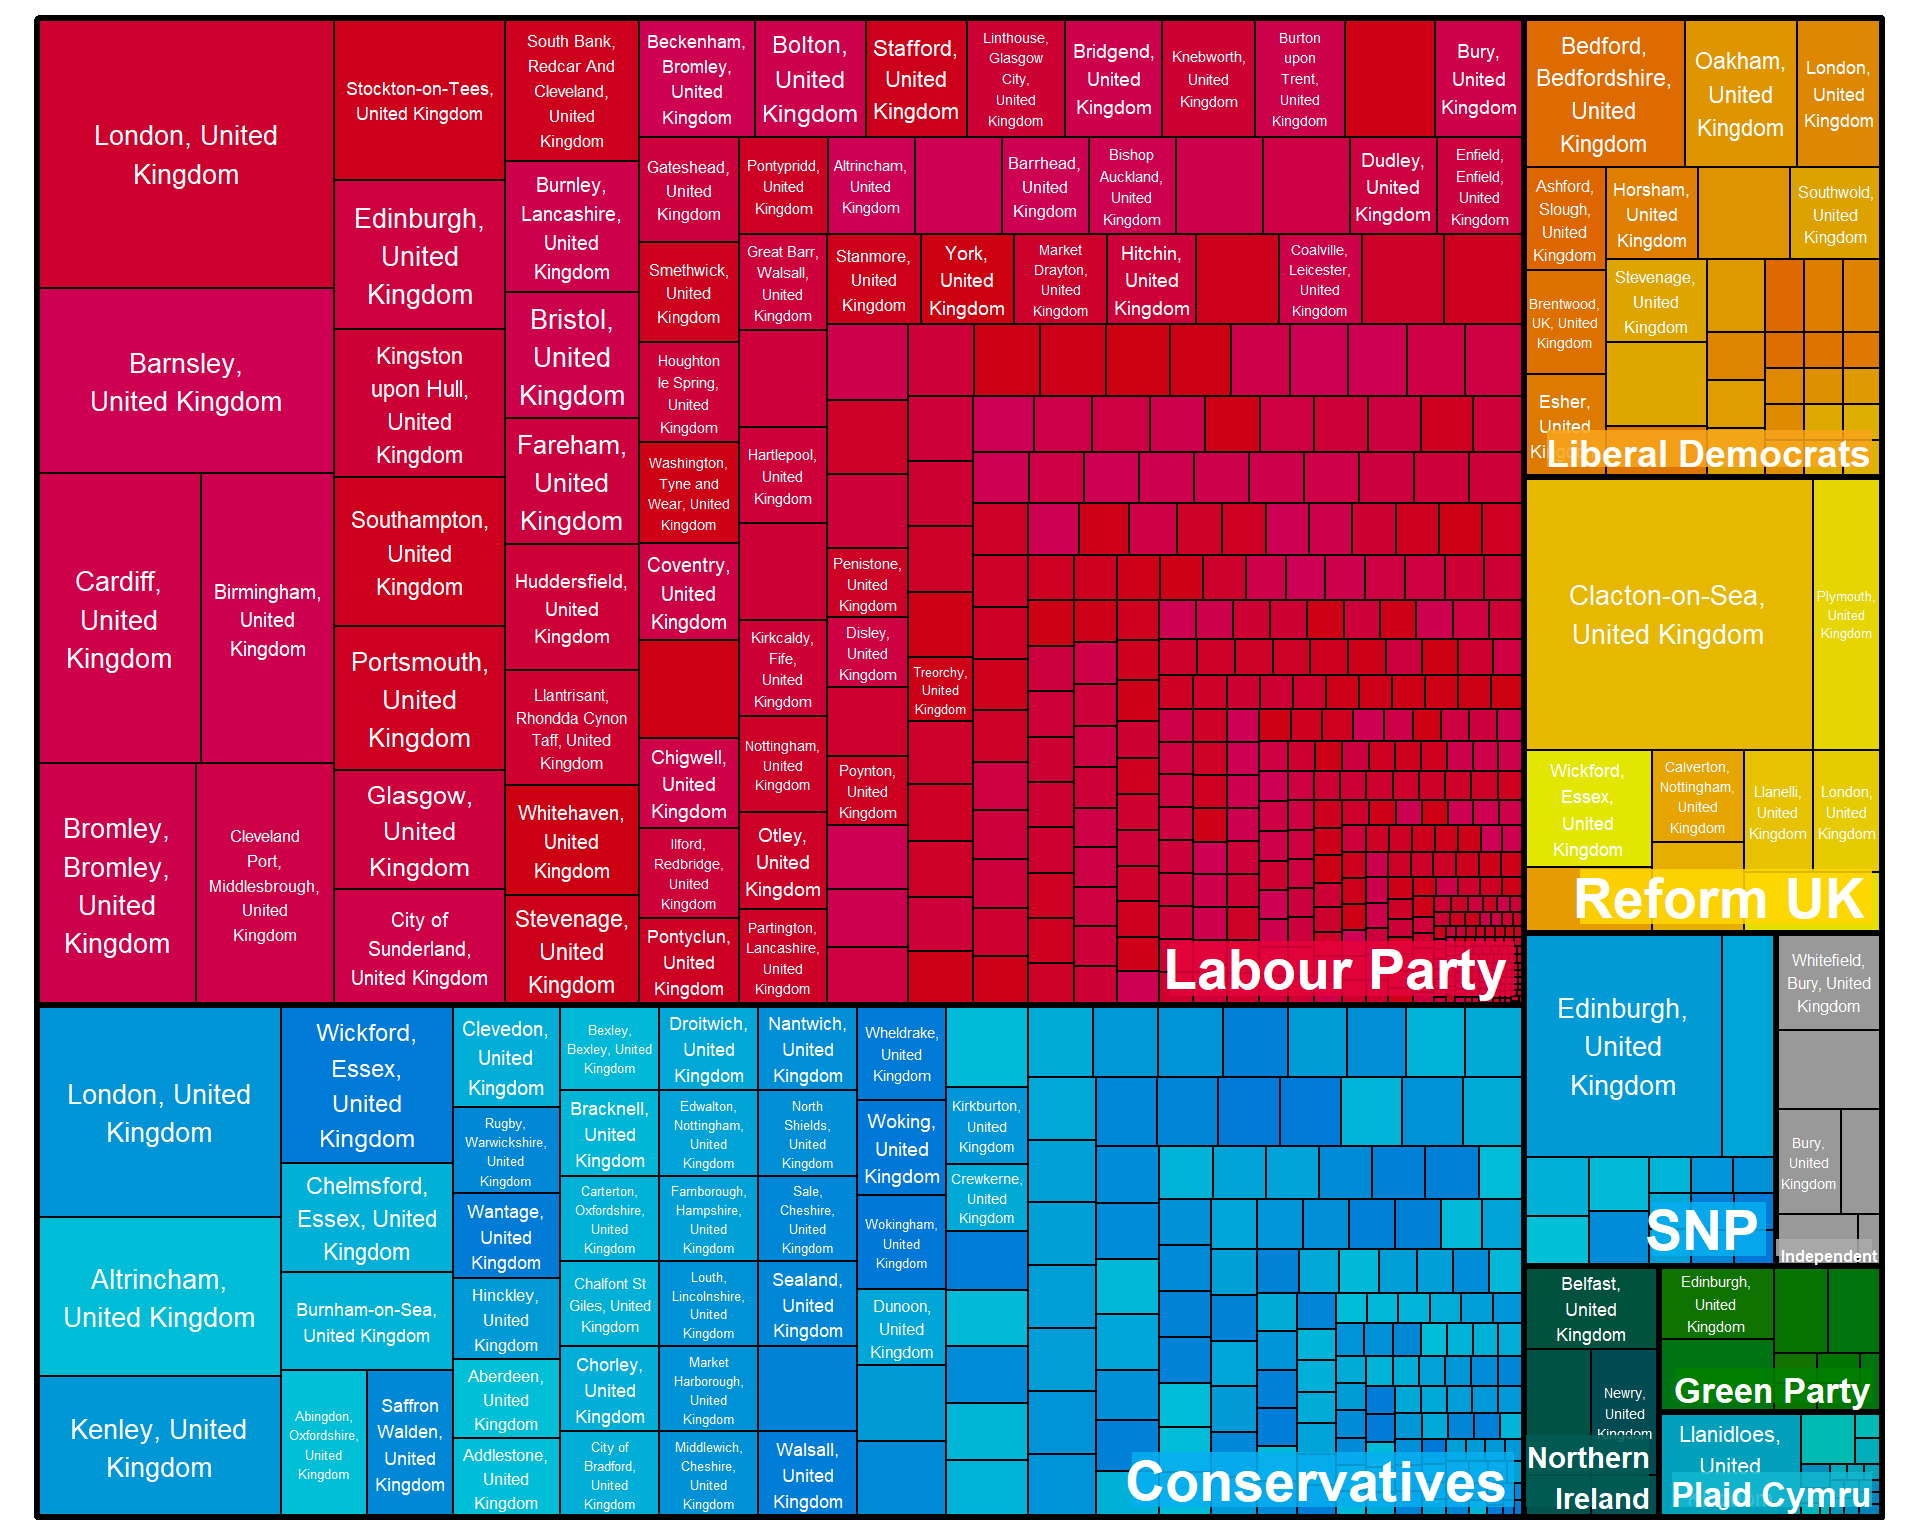 London, United
Kingdom
Barnsley,
United Kingdom
Cardiff,
United
Kingdom
Birmingham,
United
Kingdom
Bromley,
Bromley,
United
Kingdom
Cleveland
Port,
Middlesbrough,
United
Kingdom
Stockton-on-Tees,
United Kingdom
Edinburgh,
United
Kingdom
Kingston
upon Hull,
United
Kingdom
Southampton,
United
Kingdom
Portsmouth,
United
Kingdom
Glasgow,
United
Kingdom
City of
Sunderland,
United Kingdom
South Bank,
Redcar And
Cleveland,
United
Kingdom
Burnley,
Lancashire,
United
Kingdom
Bristol,
United
Kingdom
Fareham,
United
Kingdom
Huddersfield,
United
Kingdom
Llantrisant,
Rhondda Cynon
Taff, United
Kingdom
Whitehaven,
United
Kingdom
Stevenage,
United
Kingdom
Beckenham,
Bromley,
United
Kingdom
Bolton,
United
Kingdom
Stafford,
United
Kingdom
Linthouse,
Glasgow
City,
United
Kingdom
Bridgend,
United
Kingdom
Knebworth,
United
Kingdom
Burton
upon
Trent,
United
Kingdom
Bury,
United
Kingdom
Gateshead,
United
Kingdom
Pontypridd,
United
Kingdom
Altrincham,
United
Kingdom
Barrhead,
United
Kingdom
Bishop
Auckland,
United
Kingdom
Dudley,
United
Kingdom
Enfield,
Enfield,
United
Kingdom
Smethwick,
United
Kingdom
Great Barr,
Walsall,
United
Kingdom
Stanmore,
United
Kingdom
York,
United
Kingdom
Market
Drayton,
United
Kingdom
Hitchin,
United
Kingdom
Coalville,
Leicester,
United
Kingdom
Houghton
le Spring,
United
Kingdom
Washington,
Tyne and
Wear, United
Kingdom
Hartlepool,
United
Kingdom
Coventry,
United
Kingdom
Penistone,
United
Kingdom
Kirkcaldy,
Fife,
United
Kingdom
Disley,
United
Kingdom
Treorchy,
United
Kingdom
Chigwell,
United
Kingdom
Nottingham,
United
Kingdom
Poynton,
United
Kingdom
Ilford,
Redbridge,
United
Kingdom
Otley,
United
Kingdom
Pontyclun,
United
Kingdom
Partington,
Lancashire,
United
Kingdom
Labour Party
London, United
Kingdom
Altrincham,
United Kingdom
Kenley, United
Kingdom
Wickford,
Essex,
United
Kingdom
Chelmsford,
Essex, United
Kingdom
Burnham-on-Sea,
United Kingdom
Abingdon,
Oxfordshire,
United
Kingdom
Saffron
Walden,
United
Kingdom
Clevedon,
United
Kingdom
Rugby,
Warwickshire,
United
Kingdom
Wantage,
United
Kingdom
Hinckley,
United
Kingdom
Aberdeen,
United
Kingdom
Addlestone,
United
Kingdom
Bexley,
Bexley, United
Kingdom
Bracknell,
United
Kingdom
Carterton,
Oxfordshire,
United
Kingdom
Chalfont St
Giles, United
Kingdom
Chorley,
United
Kingdom
City of
Bradford,
United
Kingdom
Droitwich,
United
Kingdom
Edwalton,
Nottingham,
United
Kingdom
Farnborough,
Hampshire,
United
Kingdom
Louth,
Lincolnshire,
United
Kingdom
Market
Harborough,
United
Kingdom
Middlewich,
Cheshire,
United
Kingdom
Nantwich,
United
Kingdom
North
Shields,
United
Kingdom
Sale,
Cheshire,
United
Kingdom
Sealand,
United
Kingdom
Walsall,
United
Kingdom
Wheldrake,
United
Kingdom
Woking,
United
Kingdom
Wokingham,
United
Kingdom
Dunoon,
United
Kingdom
Kirkburton,
United
Kingdom
Crewkerne,
United
Kingdom
Conservatives
Bedford,
Bedfordshire,
United
Kingdom
Oakham,
United
Kingdom
London,
United
Kingdom
Ashford,
Slough,
United
Kingdom
Horsham,
United
Kingdom
Southwold,
United
Kingdom
Brentwood,
UK, United
Kingdom
Stevenage,
United
Kingdom
Esher,
United
Liberal Democrats
Clacton-on-Sea,
United Kingdom
Plymouth,
United
Kingdom
Wickford,
Essex,
United
Kingdom
Calverton,
Nottingham,
United
Kingdom
Llanelli,
United
Kingdom
London,
United
Kingdom
Reform UK
Edinburgh,
United
Kingdom
SNP
Whitefield,
Bury, United
Kingdom
Bury,
United
Kingdom
Independent
Belfast,
United
Kingdom
Newry,
United
Kingdom
Northern
Ireland
Edinburgh,
United
Kingdom
Green Party
Llanidloes,
United
Plaid Cymru